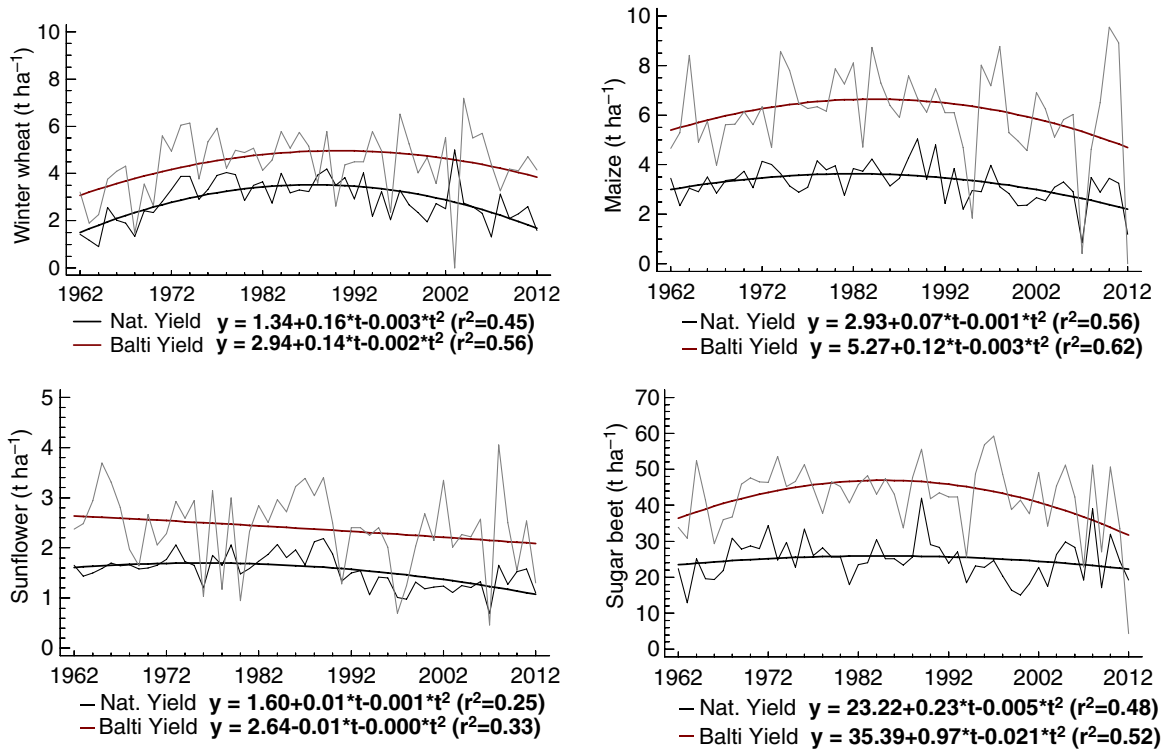 Winter wheat (t ha⁻¹)
10
8
6
4
2
0
1962 1972 1982 1992 2002 2012
Nat. Yield y = 1.34+0.16*t-0.003*t² (r²=0.45)
Balti Yield y = 2.94+0.14*t-0.002*t² (r²=0.56)
Maize (t ha⁻¹)
10
8
6
4
2
0
1962 1972 1982 1992 2002 2012
Nat. Yield y = 2.93+0.07*t-0.001*t² (r²=0.56)
Balti Yield y = 5.27+0.12*t-0.003*t² (r²=0.62)
Sunflower (t ha⁻¹)
5
4
3
2
1
0
1962 1972 1982 1992 2002 2012
Nat. Yield y = 1.60+0.01*t-0.001*t² (r²=0.25)
Balti Yield y = 2.64-0.01*t-0.000*t² (r²=0.33)
Sugar beet (t ha⁻¹)
70
60
50
40
30
20
10
0
1962 1972 1982 1992 2002 2012
Nat. Yield y = 23.22+0.23*t-0.005*t² (r²=0.48)
Balti Yield y = 35.39+0.97*t-0.021*t² (r²=0.52)